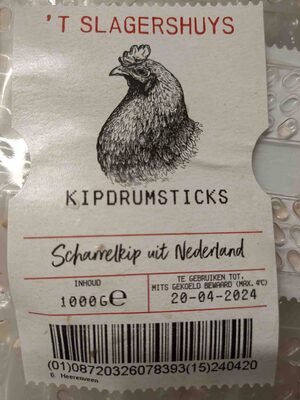 'T SLAGERSHUYS
KIPDRUMSTICKS
Scharrelkip uit Nederland
INHOUD
1000G℮
TE GEBRUIKEN TOT,
MITS GEKOELD BEWAARD (MAX. 4°C)
20-04-2024
(01)08720326078393(15)240420
Heerenveen